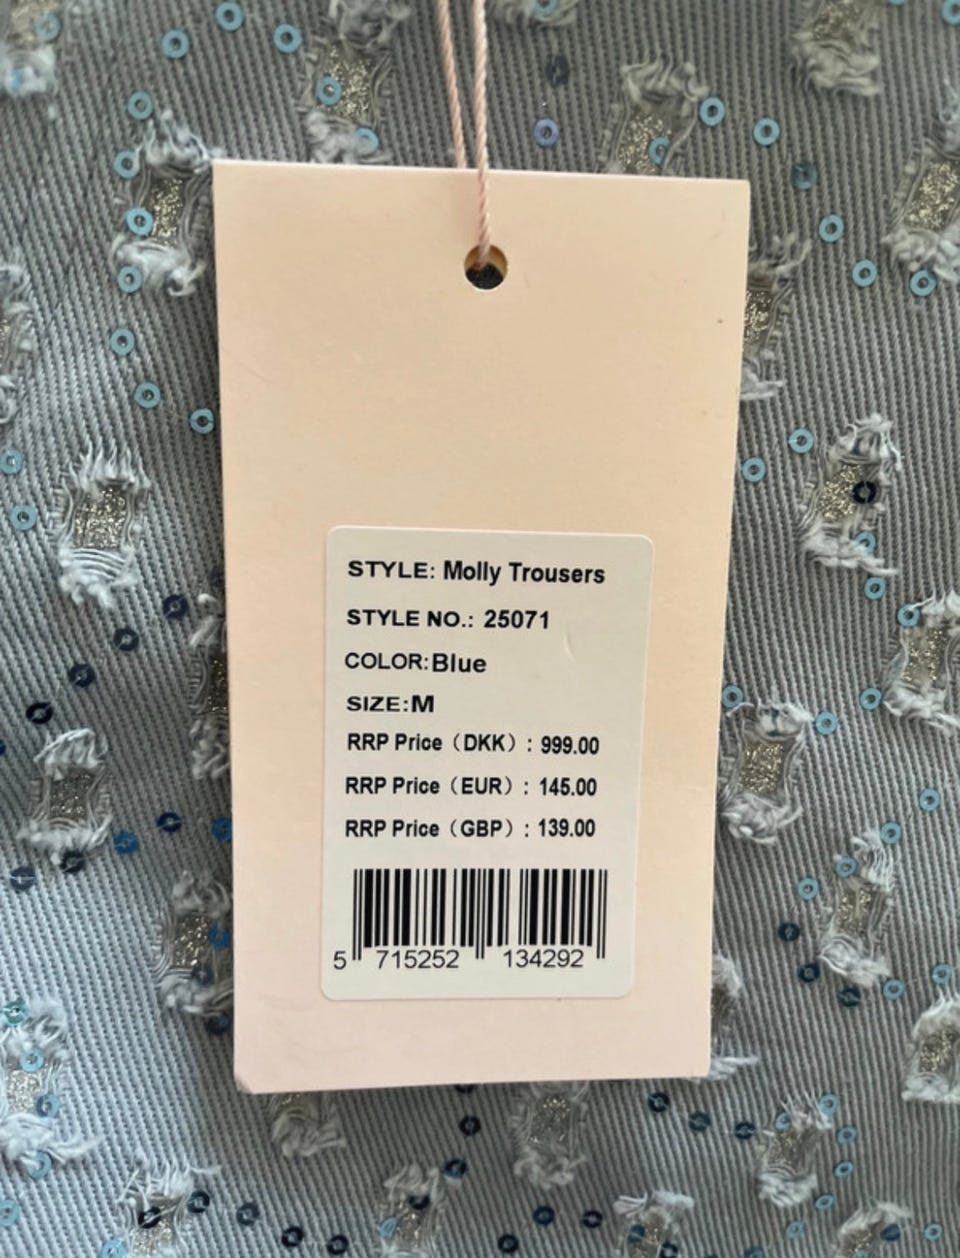 STYLE: Molly Trousers
STYLE NO.: 25071
COLOR:Blue
SIZE:M
RRP Price（DKK）: 999.00
RRP Price（EUR）: 145.00
RRP Price（GBP）: 139.00
5 715252 134292